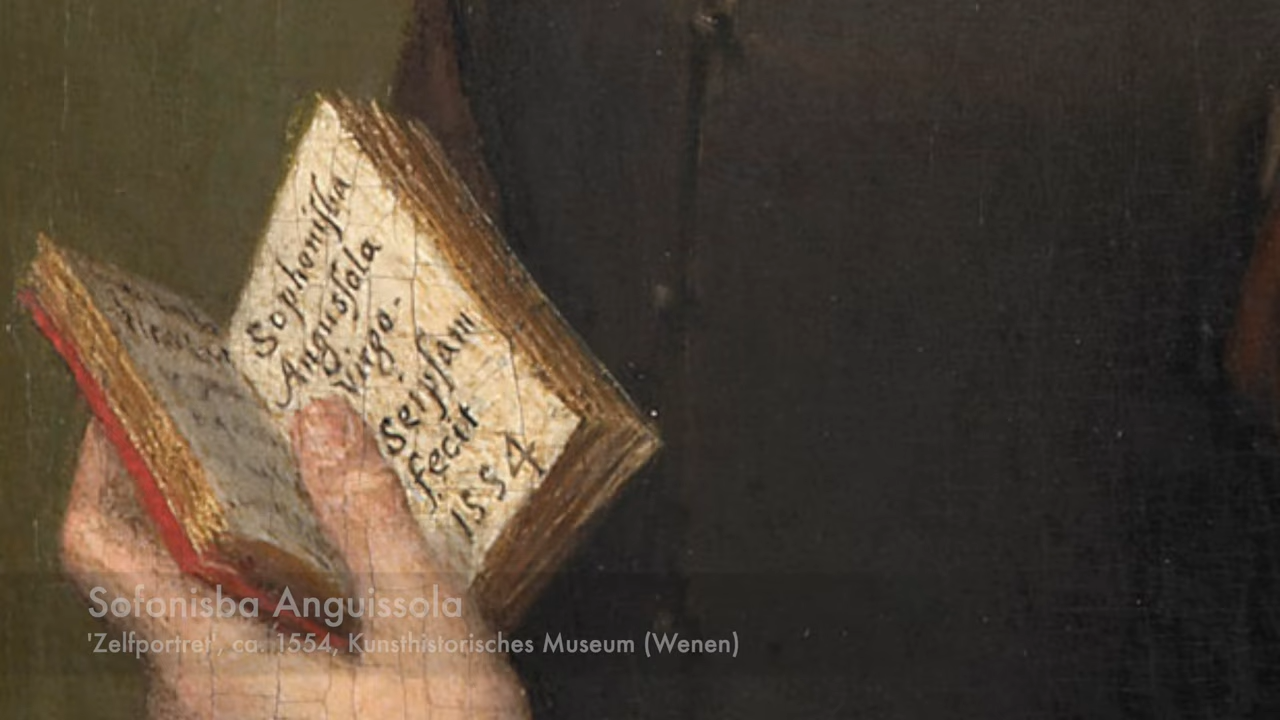 Sophonisba
Angussola
Virgo.
Seipsam
fecit
1554
Sofonisba Anguissola
'Zelfportret', ca. 1554, Kunsthistorisches Museum (Wenen)